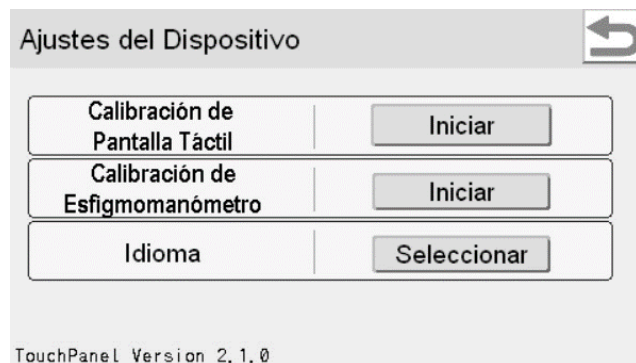 Ajustes del Dispositivo
Calibración de
Pantalla Táctil
Iniciar
Calibración de
Esfigmomanómetro
Iniciar
Idioma
Seleccionar
TouchPanel Version 2.1.0